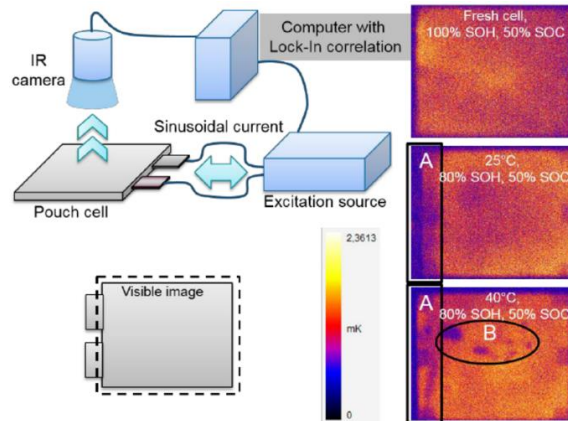 IR
camera
Computer with
Lock-In correlation
Sinusoidal current
Pouch cell
Excitation source
Visible image
2,3613
mK
0
Fresh cell,
100% SOH, 50% SOC
A
25°C,
80% SOH, 50% SOC
A
40°C,
80% SOH, 50% SOC
B